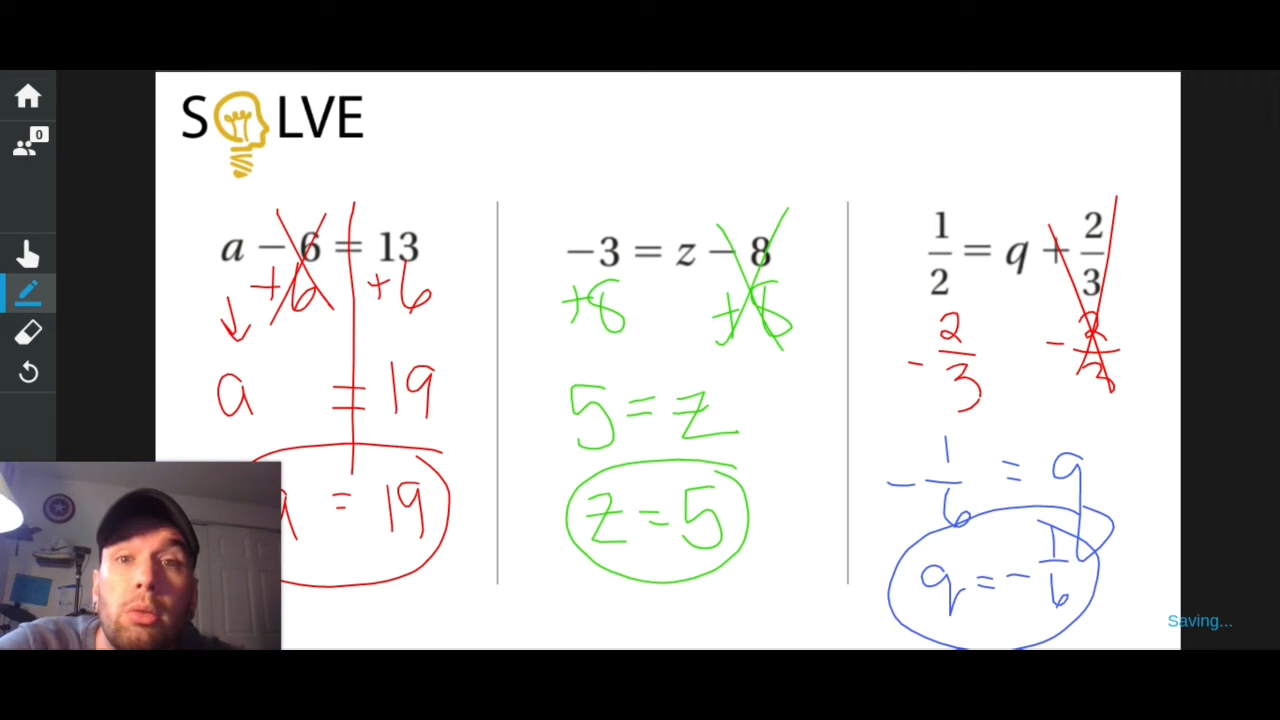 0
SOLVE
a − 6 = 13
+6 +6
a = 19
a = 19
−3 = z − 8
+8 +8
5 = z
z = 5
1/2 = q + 2/3
- 2/3 - 2/3
- 1/6 = q
q = - 1/6
Saving...